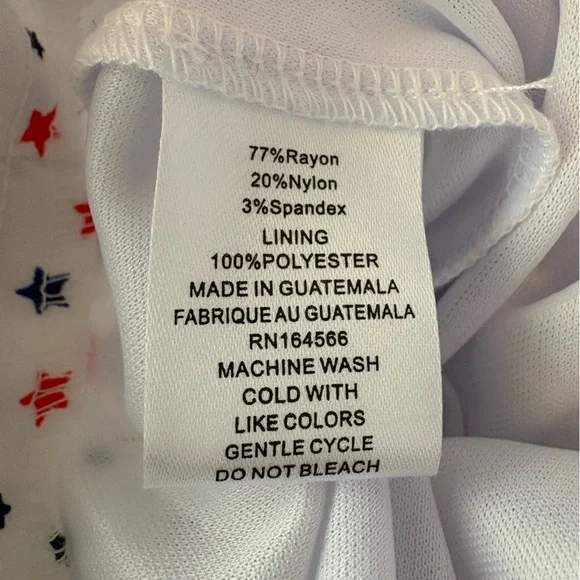 77%Rayon
20%Nylon
3%Spandex
LINING
100%POLYESTER
MADE IN GUATEMALA
FABRIQUE AU GUATEMALA
RN164566
MACHINE WASH
COLD WITH
LIKE COLORS
GENTLE CYCLE
DO NOT BLEACH